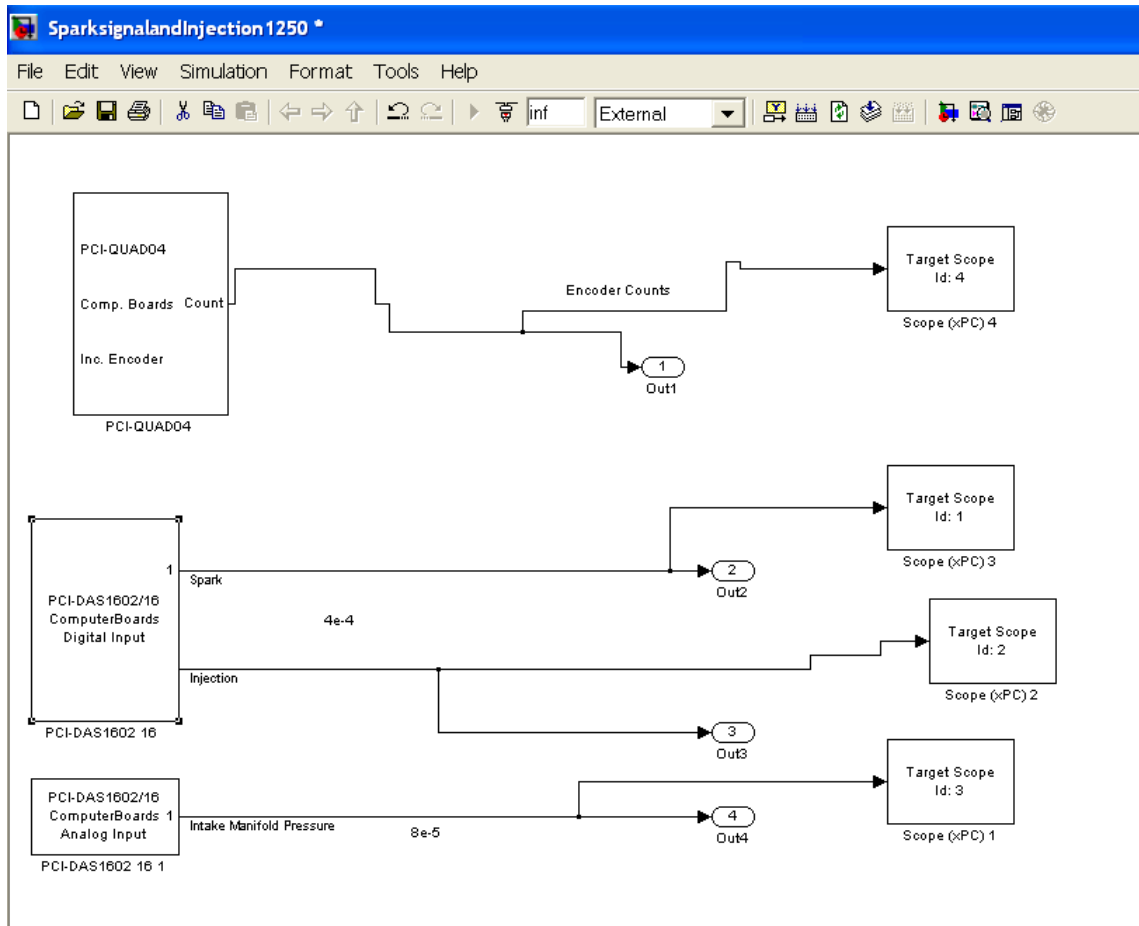 SparksignalandInjection1250 *
File Edit View Simulation Format Tools Help
inf External
PCI-QUAD04
Comp. Boards Count
Inc. Encoder
PCI-QUAD04
Encoder Counts
1
Out1
Target Scope
Id: 4
Scope (xPC) 4
PCI-DAS1602/16
ComputerBoards
Digital Input
1
PCI-DAS1602 16
Spark
4e-4
Injection
2
Out2
3
Out3
Target Scope
Id: 1
Scope (xPC) 3
Target Scope
Id: 2
Scope (xPC) 2
PCI-DAS1602/16
ComputerBoards 1
Analog Input
PCI-DAS1602 16 1
Intake Manifold Pressure
8e-5
4
Out4
Target Scope
Id: 3
Scope (xPC) 1